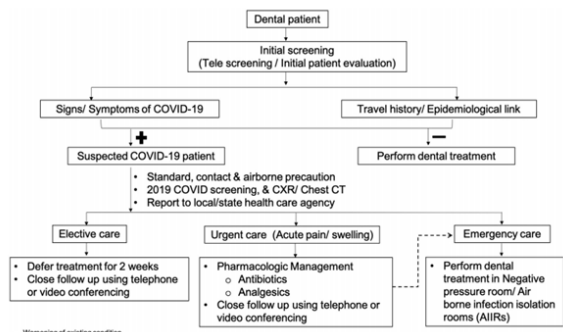 Dental patient
Initial screening
(Tele screening / Initial patient evaluation)
Signs/ Symptoms of COVID-19
Travel history/ Epidemiological link
+
−
Suspected COVID-19 patient
Perform dental treatment
• Standard, contact & airborne precaution
• 2019 COVID screening, & CXR/ Chest CT
• Report to local/state health care agency
Elective care
Urgent care (Acute pain/ swelling)
Emergency care
• Defer treatment for 2 weeks
• Close follow up using telephone
or video conferencing
• Pharmacologic Management
o Antibiotics
o Analgesics
• Close follow up using telephone or
video conferencing
• Perform dental
treatment in Negative
pressure room/ Air
borne infection isolation
rooms (AIIRs)
Worsening of existing condition